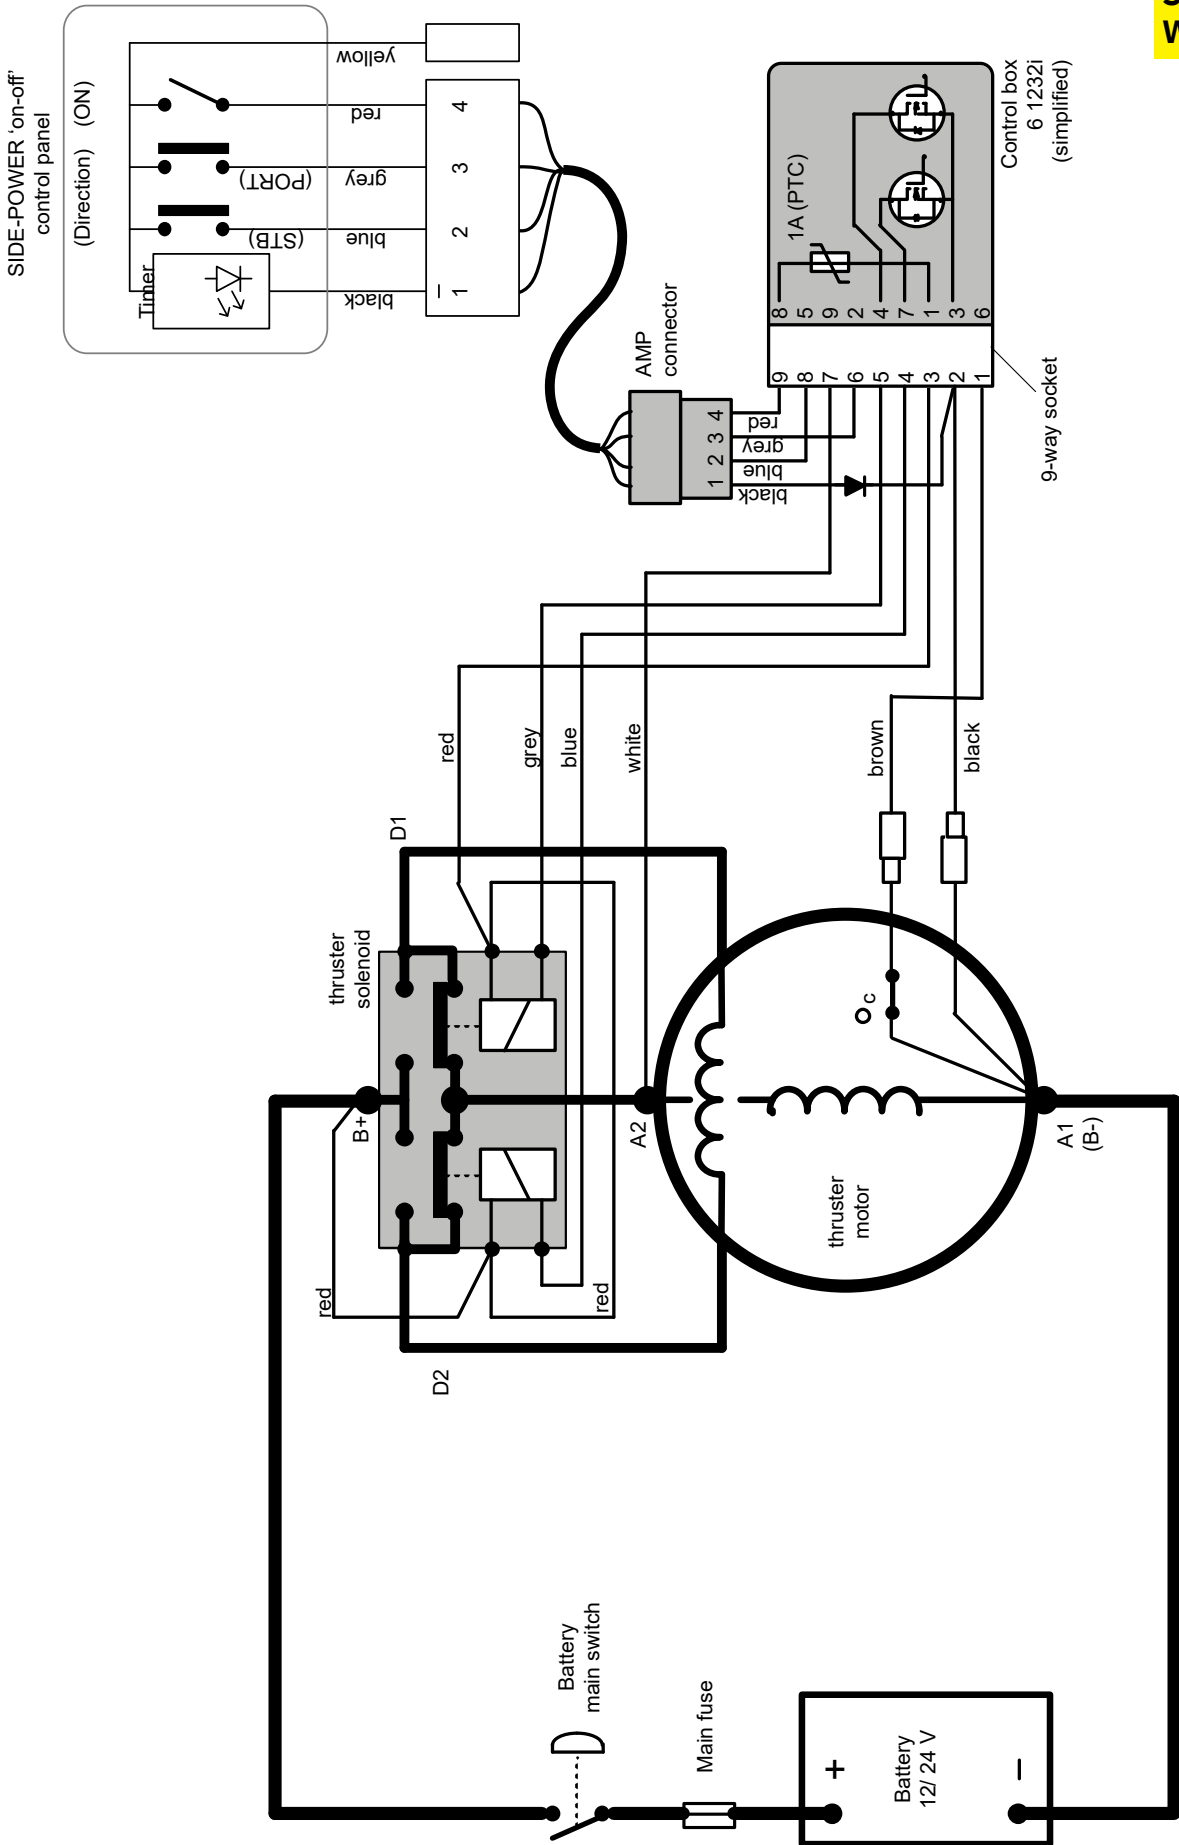 SIDE-POWER 'on-off'
control panel
(Direction)
(ON)
Timer
(STB)
(PORT)
black
blue
grey
red
yellow
1
2
3
4
AMP
connector
1
2
3
4
black
blue
grey
red
1A (PTC)
8
5
9
2
4
7
1
3
6
9
8
7
6
5
4
3
2
1
Control box
6 1232i
(simplified)
9-way socket
red
grey
blue
white
brown
black
D1
thruster
solenoid
B+
A2
red
red
D2
°c
thruster
motor
A1
(B-)
Battery
main switch
Main fuse
+
Battery
12/ 24 V
−